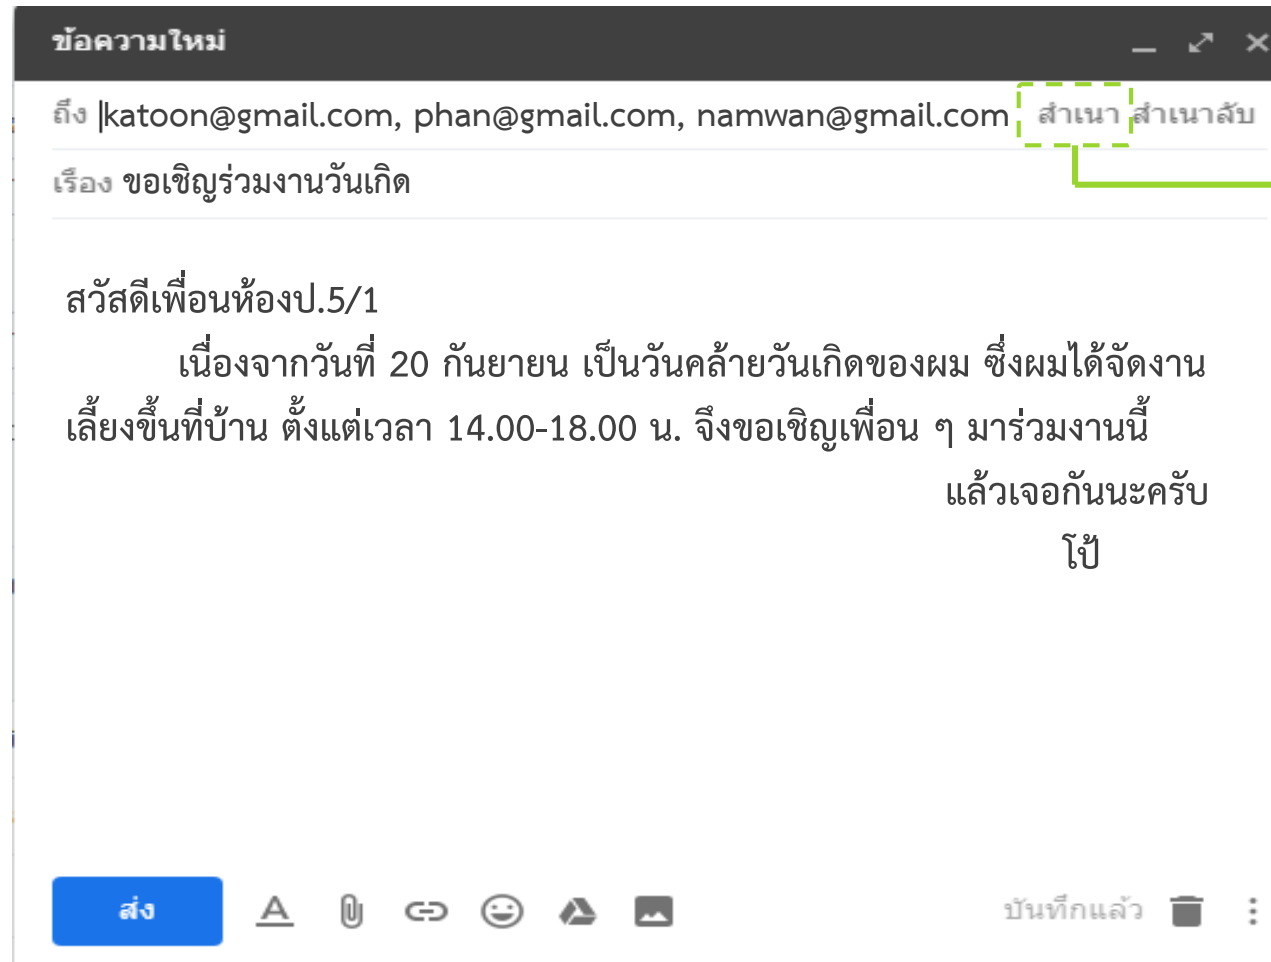 ข้อความใหม่
ถึง katoon@gmail.com, phan@gmail.com, namwan@gmail.com สำเนา สำเนาลับ
เรื่อง ขอเชิญร่วมงานวันเกิด
สวัสดีเพื่อนห้องป.5/1
เนื่องจากวันที่ 20 กันยายน เป็นวันคล้ายวันเกิดของผม ซึ่งผมได้จัดงาน
เลี้ยงขึ้นที่บ้าน ตั้งแต่เวลา 14.00-18.00 น. จึงขอเชิญเพื่อน ๆ มาร่วมงานนี้
แล้วเจอกันนะครับ
โป้
ส่ง บันทึกแล้ว